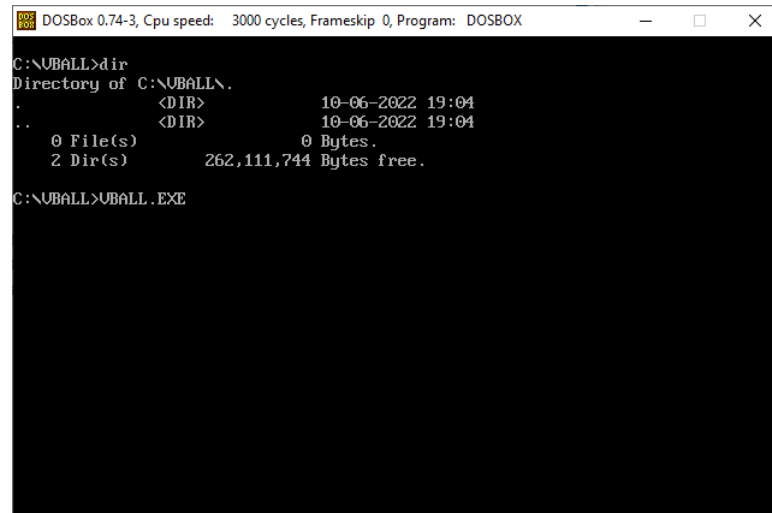 DOS BOX DOSBox 0.74-3, Cpu speed: 3000 cycles, Frameskip 0, Program: DOSBOX
C:\VBALL>dir
Directory of C:\VBALL\.
. <DIR> 10-06-2022 19:04
.. <DIR> 10-06-2022 19:04
0 File(s) 0 Bytes.
2 Dir(s) 262,111,744 Bytes free.
C:\VBALL>VBALL.EXE